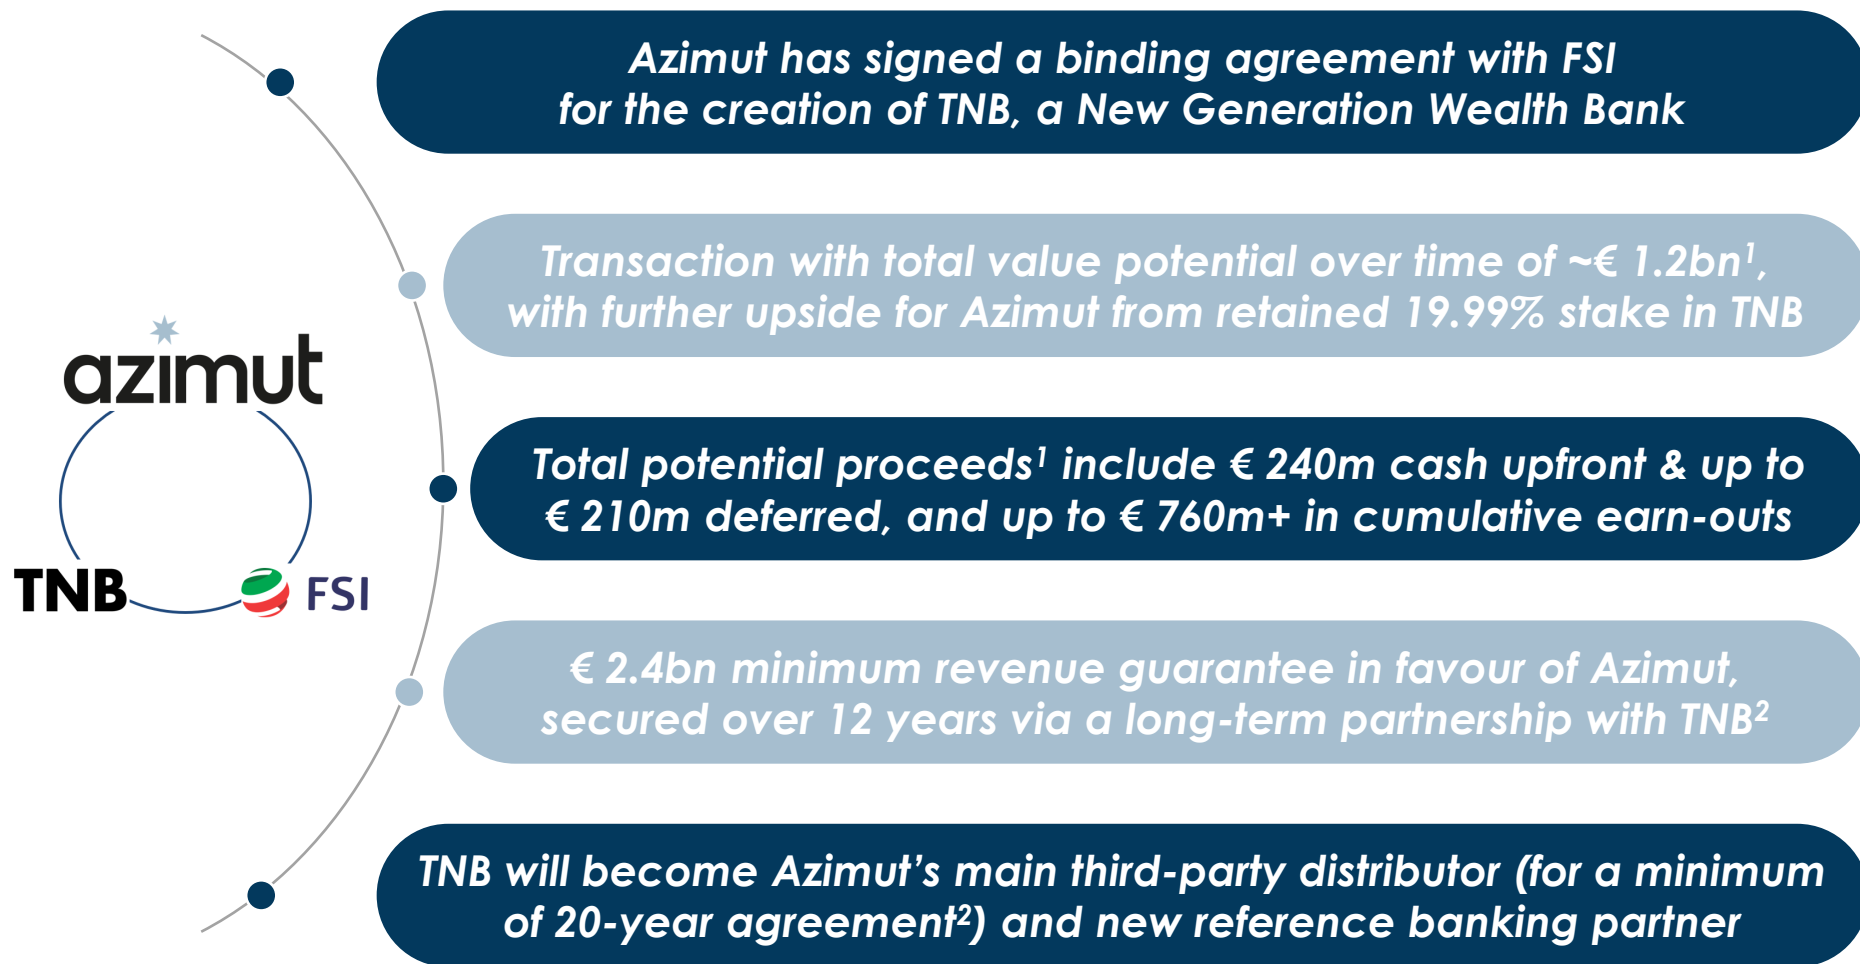 Azimut has signed a binding agreement with FSI
for the creation of TNB, a New Generation Wealth Bank
Transaction with total value potential over time of ~€ 1.2bn¹,
with further upside for Azimut from retained 19.99% stake in TNB
azimut
Total potential proceeds¹ include € 240m cash upfront & up to
€ 210m deferred, and up to € 760m+ in cumulative earn-outs
TNB
FSI
€ 2.4bn minimum revenue guarantee in favour of Azimut,
secured over 12 years via a long-term partnership with TNB²
TNB will become Azimut’s main third-party distributor (for a minimum
of 20-year agreement²) and new reference banking partner